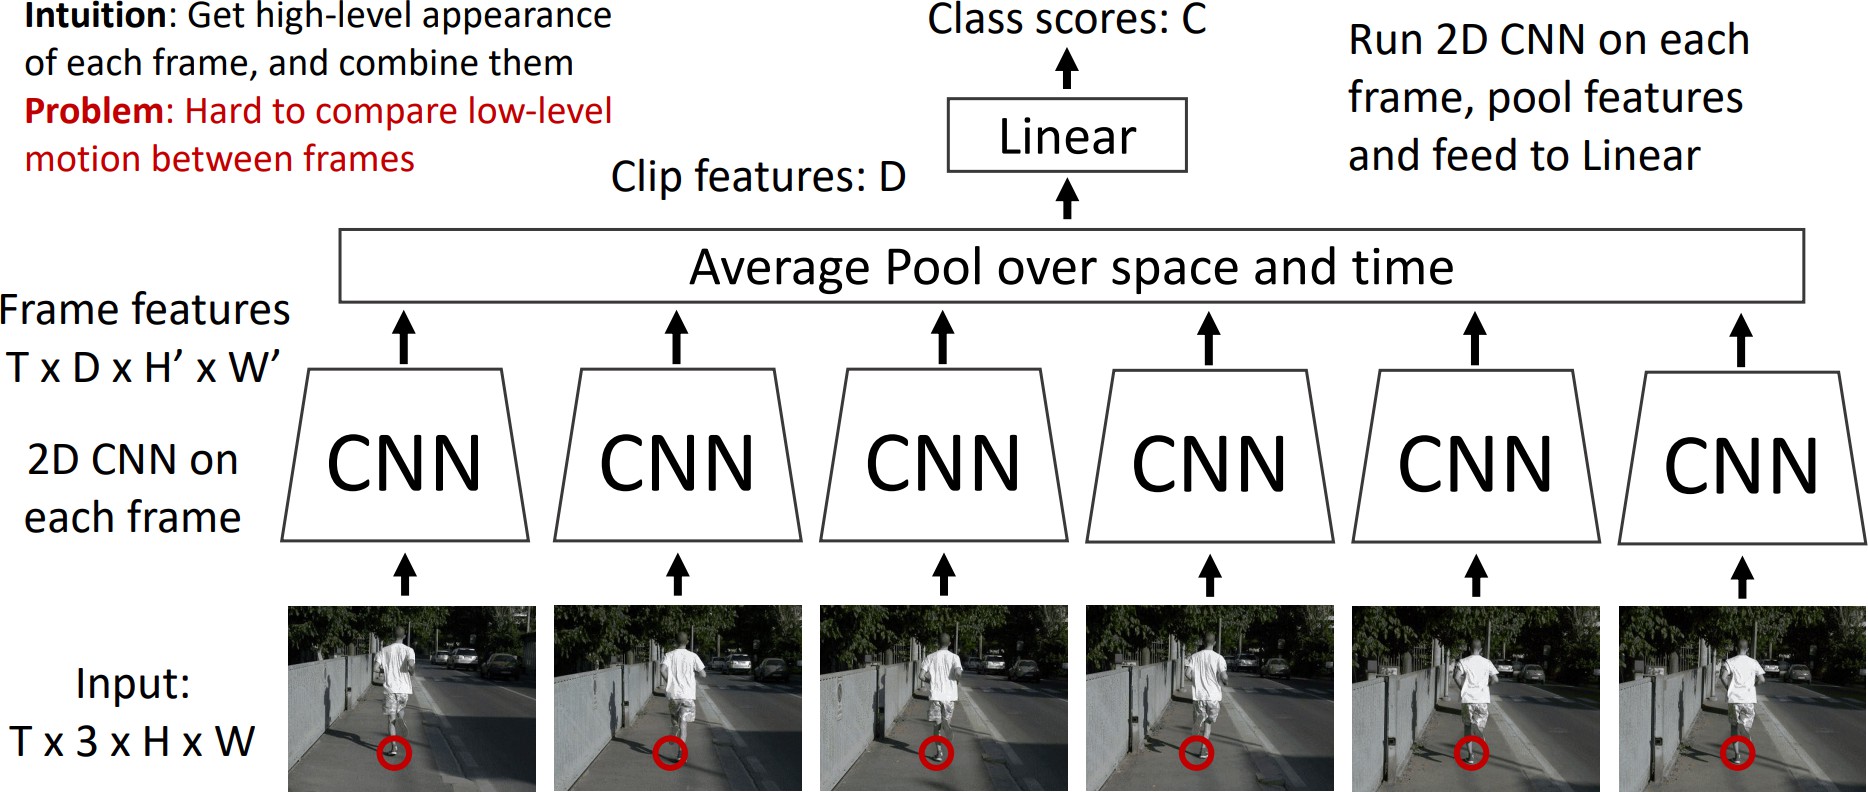 Intuition: Get high-level appearance
of each frame, and combine them
Problem: Hard to compare low-level
motion between frames
Class scores: C
Run 2D CNN on each
frame, pool features
and feed to Linear
Linear
Clip features: D
Average Pool over space and time
Frame features
T x D x H’ x W’
CNN CNN CNN CNN CNN CNN
2D CNN on
each frame
Input:
T x 3 x H x W